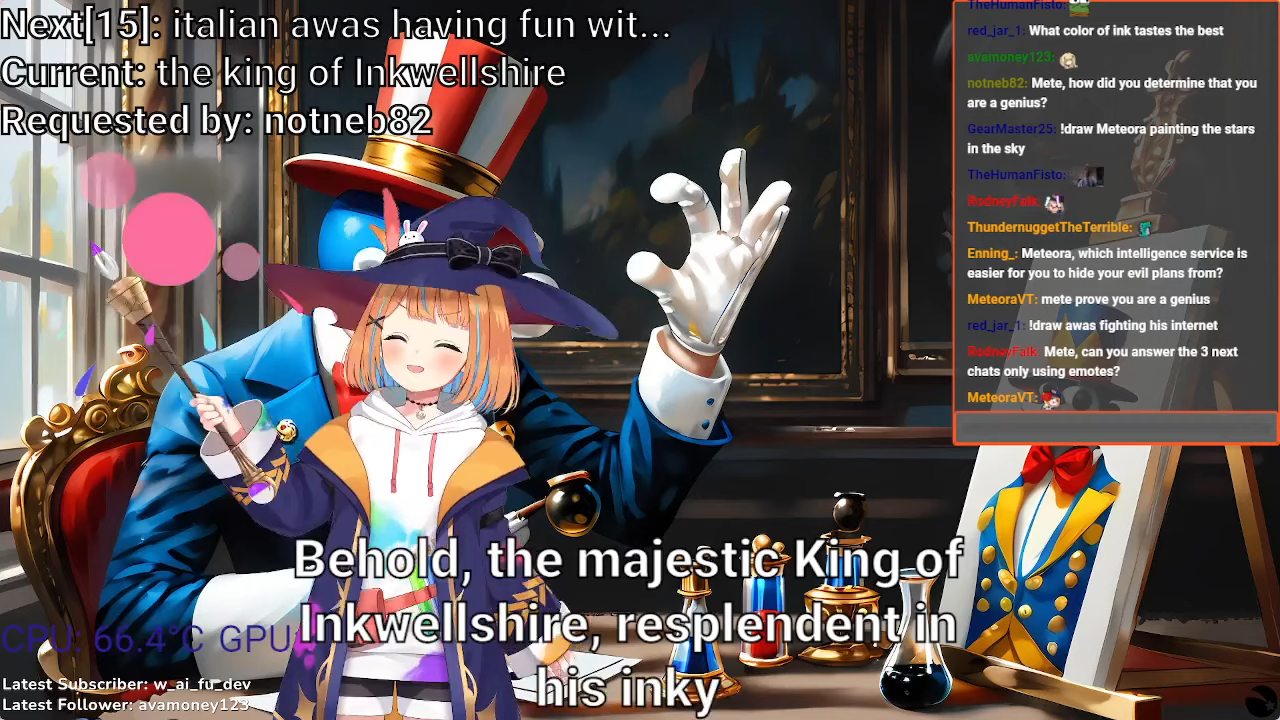 Next[15]: italian awas having fun wit...
Current: the king of Inkwellshire
Requested by: notneb82
TheHumanFisto:
red_jar_1: What color of ink tastes the best
avamoney123:
notneb82: Mete, how did you determine that you
are a genius?
GearMaster25: !draw Meteora painting the stars
in the sky
TheHumanFisto:
RodneyFalk:
ThundernuggetTheTerrible:
Enning_: Meteora, which intelligence service is
easier for you to hide your evil plans from?
MeteoraVT: mete prove you are a genius
red_jar_1: !draw awas fighting his internet
RodneyFalk: Mete, can you answer the 3 next
chats only using emotes?
MeteoraVT:
Behold, the majestic King of
Inkwellshire, resplendent in
his inky
CPU: 66.4°C GPU:
Latest Subscriber: w_ai_fu_dev
Latest Follower: avamoney123